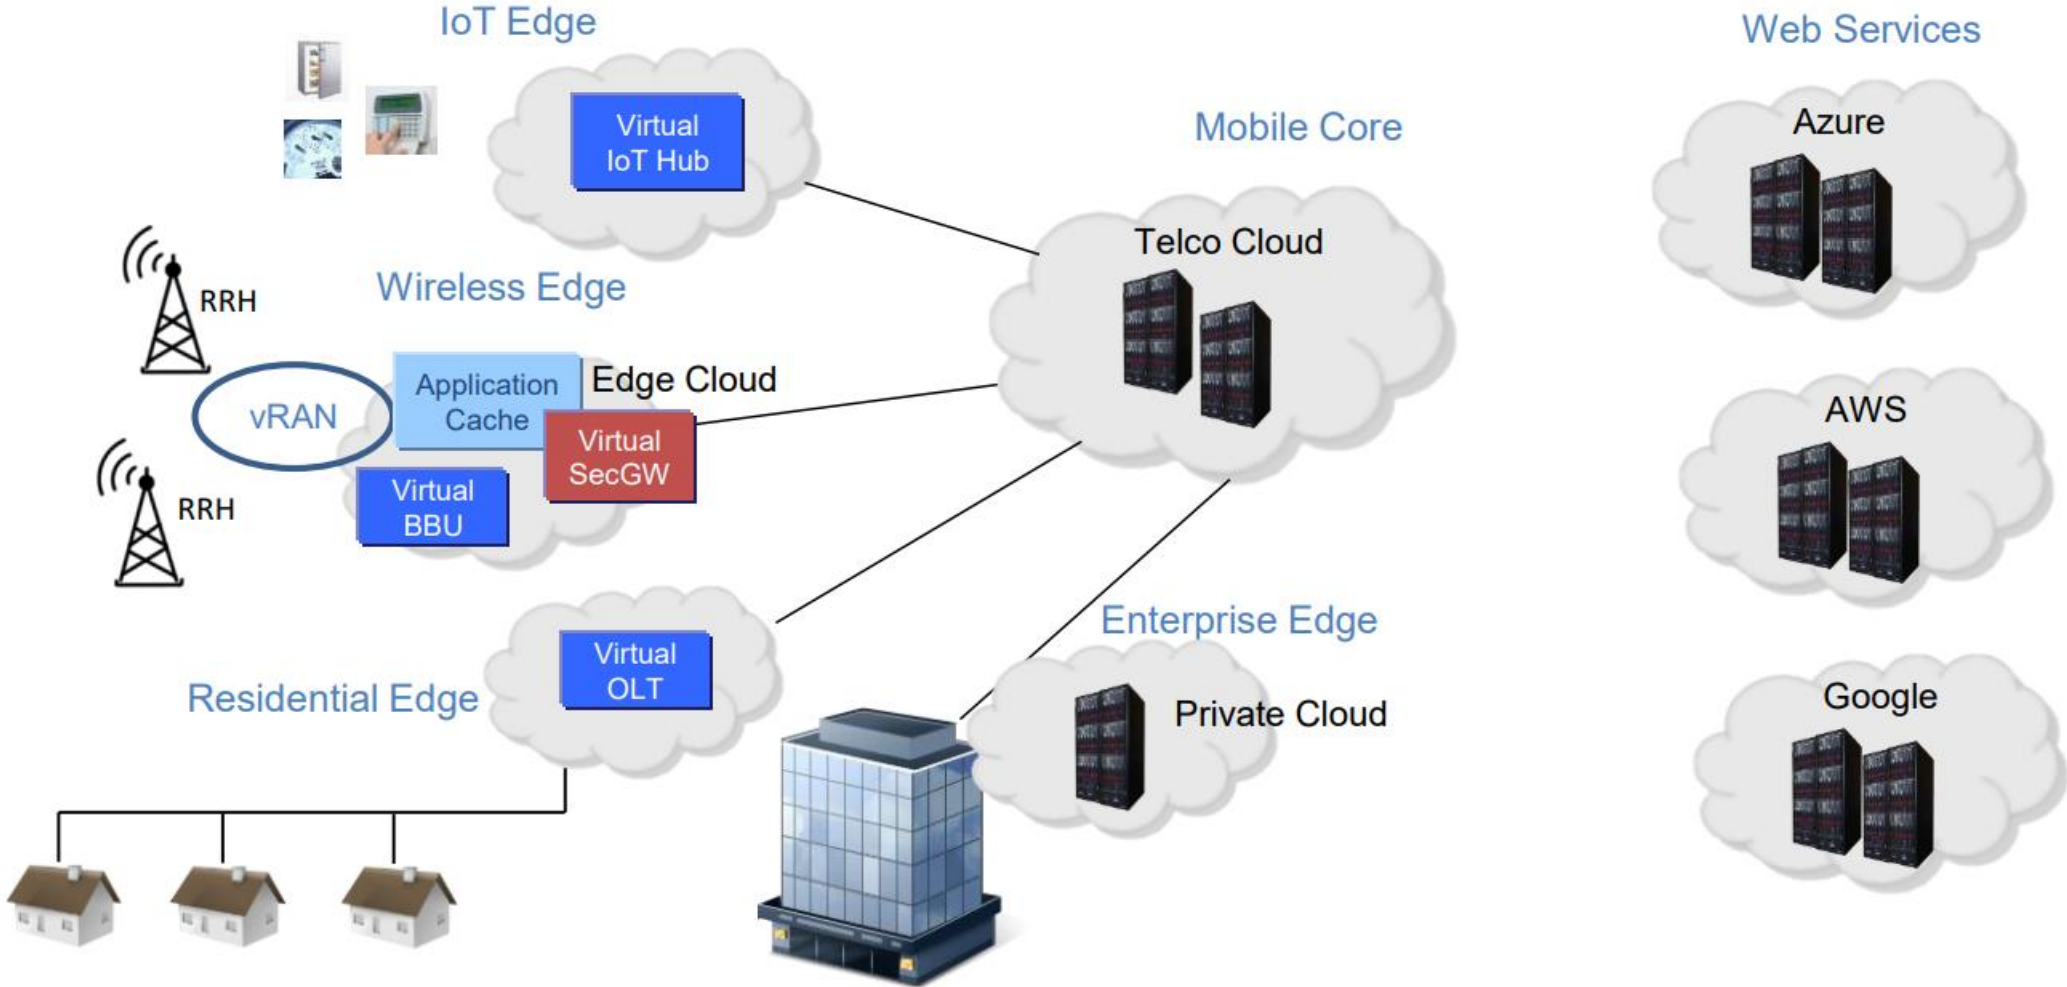 IoT Edge
Web Services
Virtual
IoT Hub
Azure
Mobile Core
Telco Cloud
RRH
Wireless Edge
Application
Cache
Edge Cloud
vRAN
Virtual
SecGW
Virtual
BBU
RRH
AWS
Virtual
OLT
Residential Edge
Enterprise Edge
Private Cloud
Google